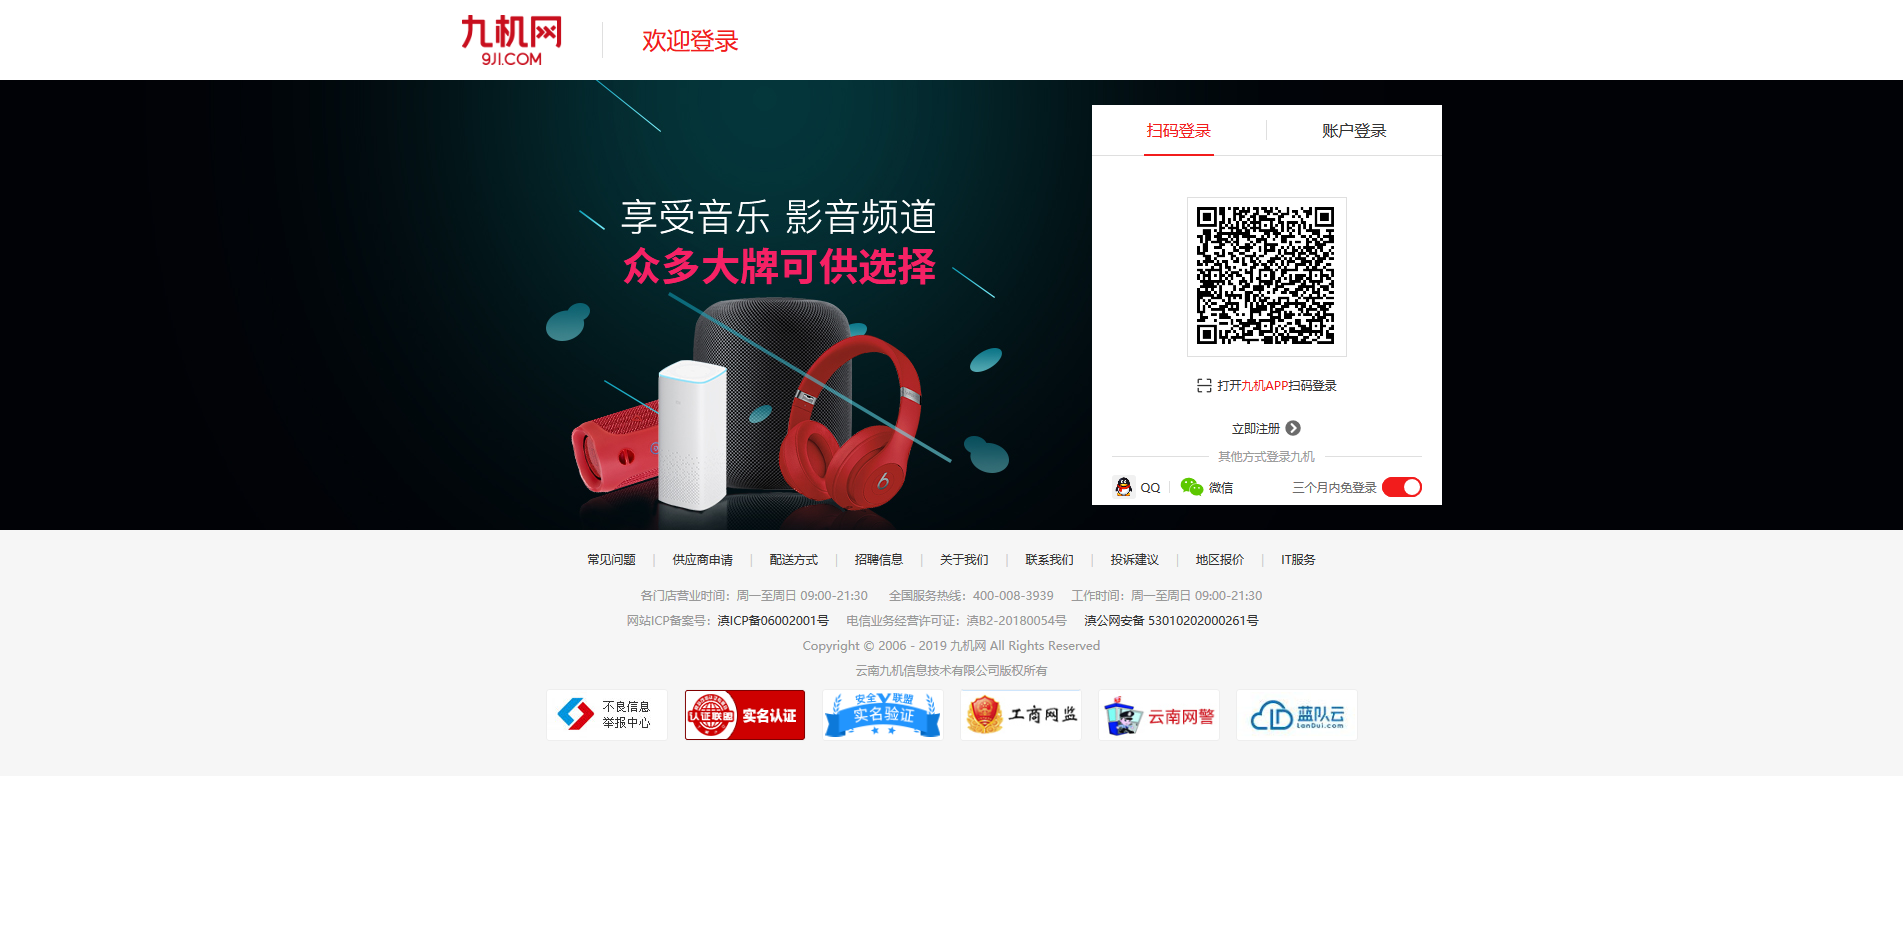 九机网
9JI.COM
欢迎登录
扫码登录
账户登录
享受音乐 影音频道
众多大牌可供选择
打开九机APP扫码登录
立即注册
其他方式登录九机
QQ 微信 三个月内免登录
常见问题 | 供应商申请 | 配送方式 | 招聘信息 | 关于我们 | 联系我们 | 投诉建议 | 地区报价 | IT服务
各门店营业时间：周一至周日 09:00-21:30 全国服务热线：400-008-3939 工作时间：周一至周日 09:00-21:30
网站ICP备案号：滇ICP备06002001号 电信业务经营许可证：滇B2-20180054号 滇公网安备 53010202000261号
Copyright © 2006 - 2019 九机网 All Rights Reserved
云南九机信息技术有限公司版权所有
不良信息
举报中心
认证联盟
实名认证
安全V联盟
实名验证
工商网监
云南网警
蓝队云
LanDui.com